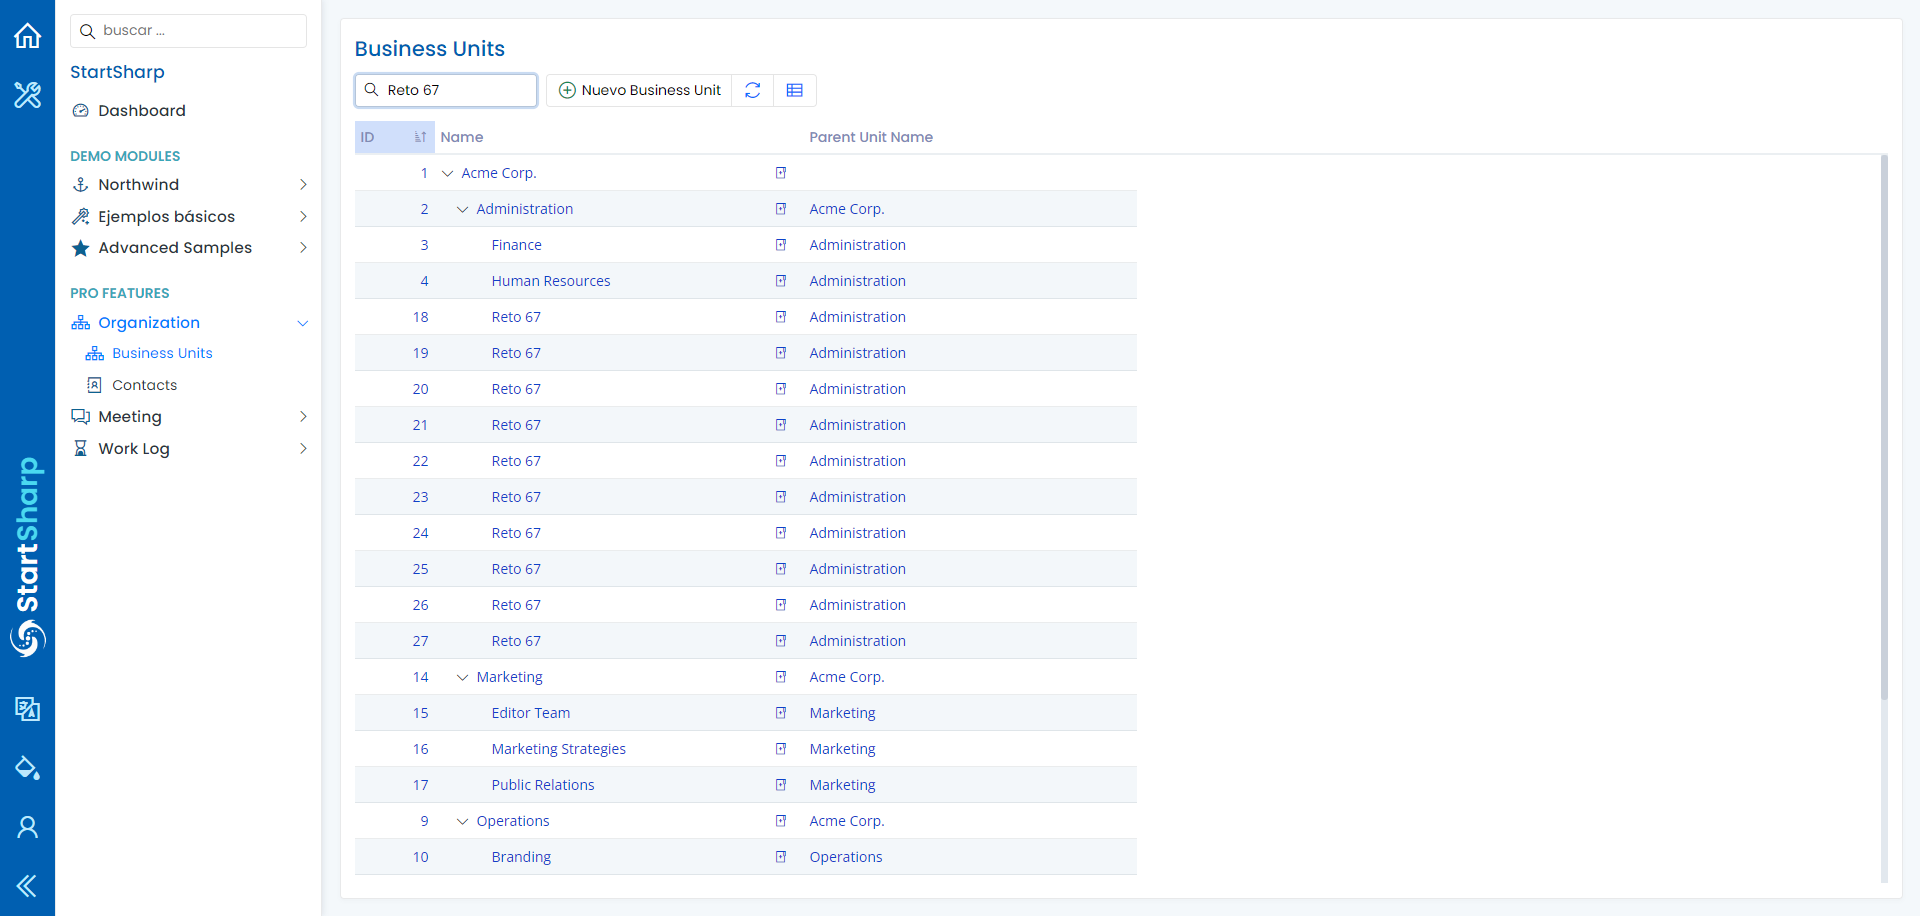 buscar ...
StartSharp
Dashboard
DEMO MODULES
Northwind
Ejemplos básicos
Advanced Samples
PRO FEATURES
Organization
Business Units
Contacts
Meeting
Work Log
StartSharp
Business Units
Reto 67
Nuevo Business Unit
ID Name Parent Unit Name
1 Acme Corp.
2 Administration Acme Corp.
3 Finance Administration
4 Human Resources Administration
18 Reto 67 Administration
19 Reto 67 Administration
20 Reto 67 Administration
21 Reto 67 Administration
22 Reto 67 Administration
23 Reto 67 Administration
24 Reto 67 Administration
25 Reto 67 Administration
26 Reto 67 Administration
27 Reto 67 Administration
14 Marketing Acme Corp.
15 Editor Team Marketing
16 Marketing Strategies Marketing
17 Public Relations Marketing
9 Operations Acme Corp.
10 Branding Operations